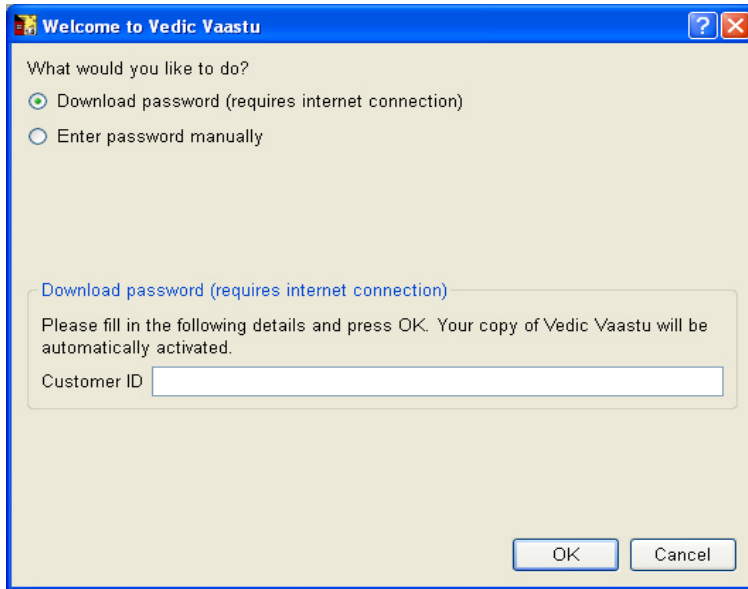 Welcome to Vedic Vaastu
What would you like to do?
Download password (requires internet connection)
Enter password manually
Download password (requires internet connection)
Please fill in the following details and press OK. Your copy of Vedic Vaastu will be
automatically activated.
Customer ID
OK Cancel